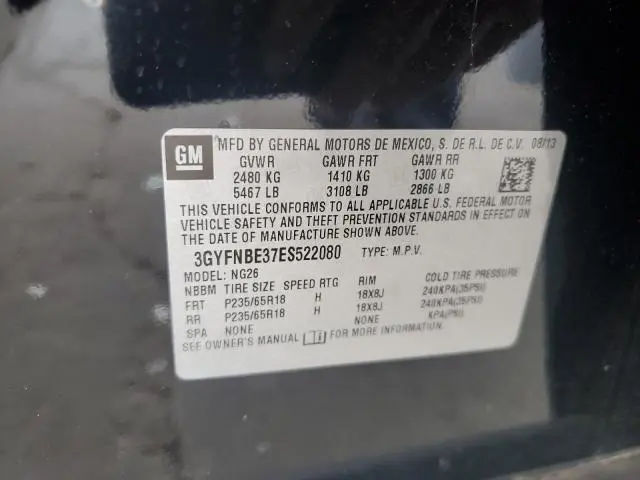 GM
MFD BY GENERAL MOTORS DE MEXICO, S. DE R.L. DE C.V. 08/13
GVWR GAWR FRT GAWR RR
2480 KG 1410 KG 1300 KG
5467 LB 3108 LB 2866 LB
THIS VEHICLE CONFORMS TO ALL APPLICABLE U.S. FEDERAL MOTOR
VEHICLE SAFETY AND THEFT PREVENTION STANDARDS IN EFFECT ON
THE DATE OF MANUFACTURE SHOWN ABOVE.
3GYFNBE37ES522080 TYPE: M.P.V.
MODEL: NG26
NBBM TIRE SIZE SPEED RTG RIM COLD TIRE PRESSURE
FRT P235/65R18 H 18X8J 240KPA(35PSI)
RR P235/65R18 H 18X8J 240KPA(35PSI)
SPA NONE NONE KPA(PSI)
SEE OWNER'S MANUAL FOR MORE INFORMATION.